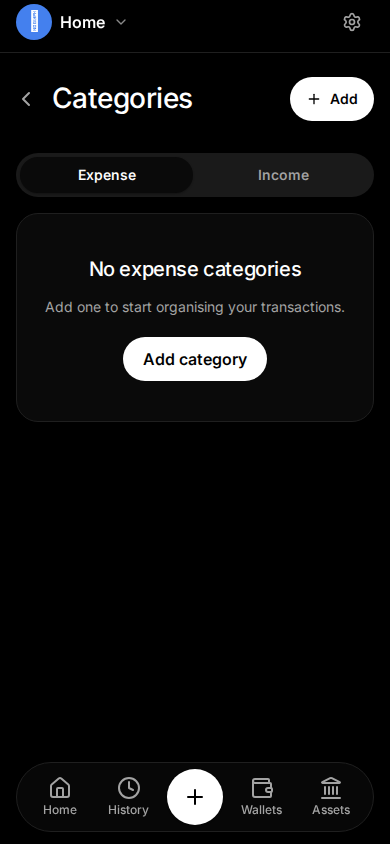 Home
Categories
Add
Expense
Income
No expense categories
Add one to start organising your transactions.
Add category
Home
History
Wallets
Assets